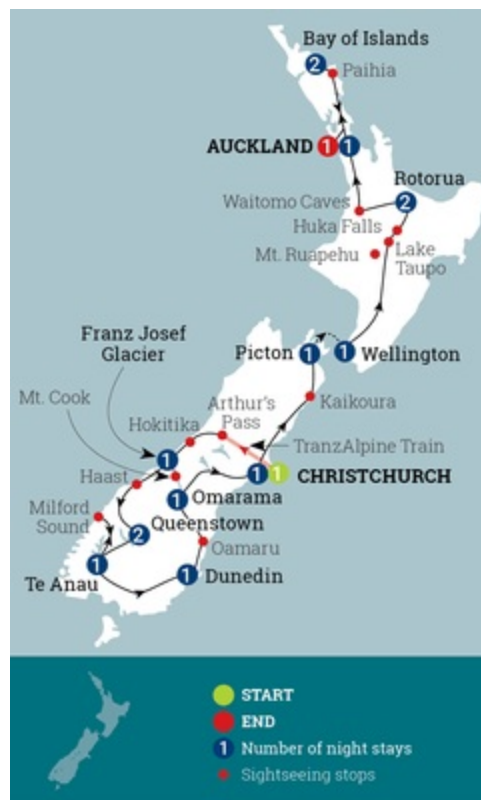 Bay of Islands
2
Paihia
AUCKLAND
1
1
Rotorua
Waitomo Caves
2
Huka Falls
Mt. Ruapehu
Lake
Taupo
Franz Josef
Glacier
Picton
1
1
Wellington
Mt. Cook
Arthur's
Pass
Kaikoura
Hokitika
TranzAlpine Train
1
Haast
1
1
CHRISTCHURCH
1
Omarama
Milford
Sound
Queenstown
2
Oamaru
1
Te Anau
1
Dunedin
START
END
1
Number of night stays
Sightseeing stops